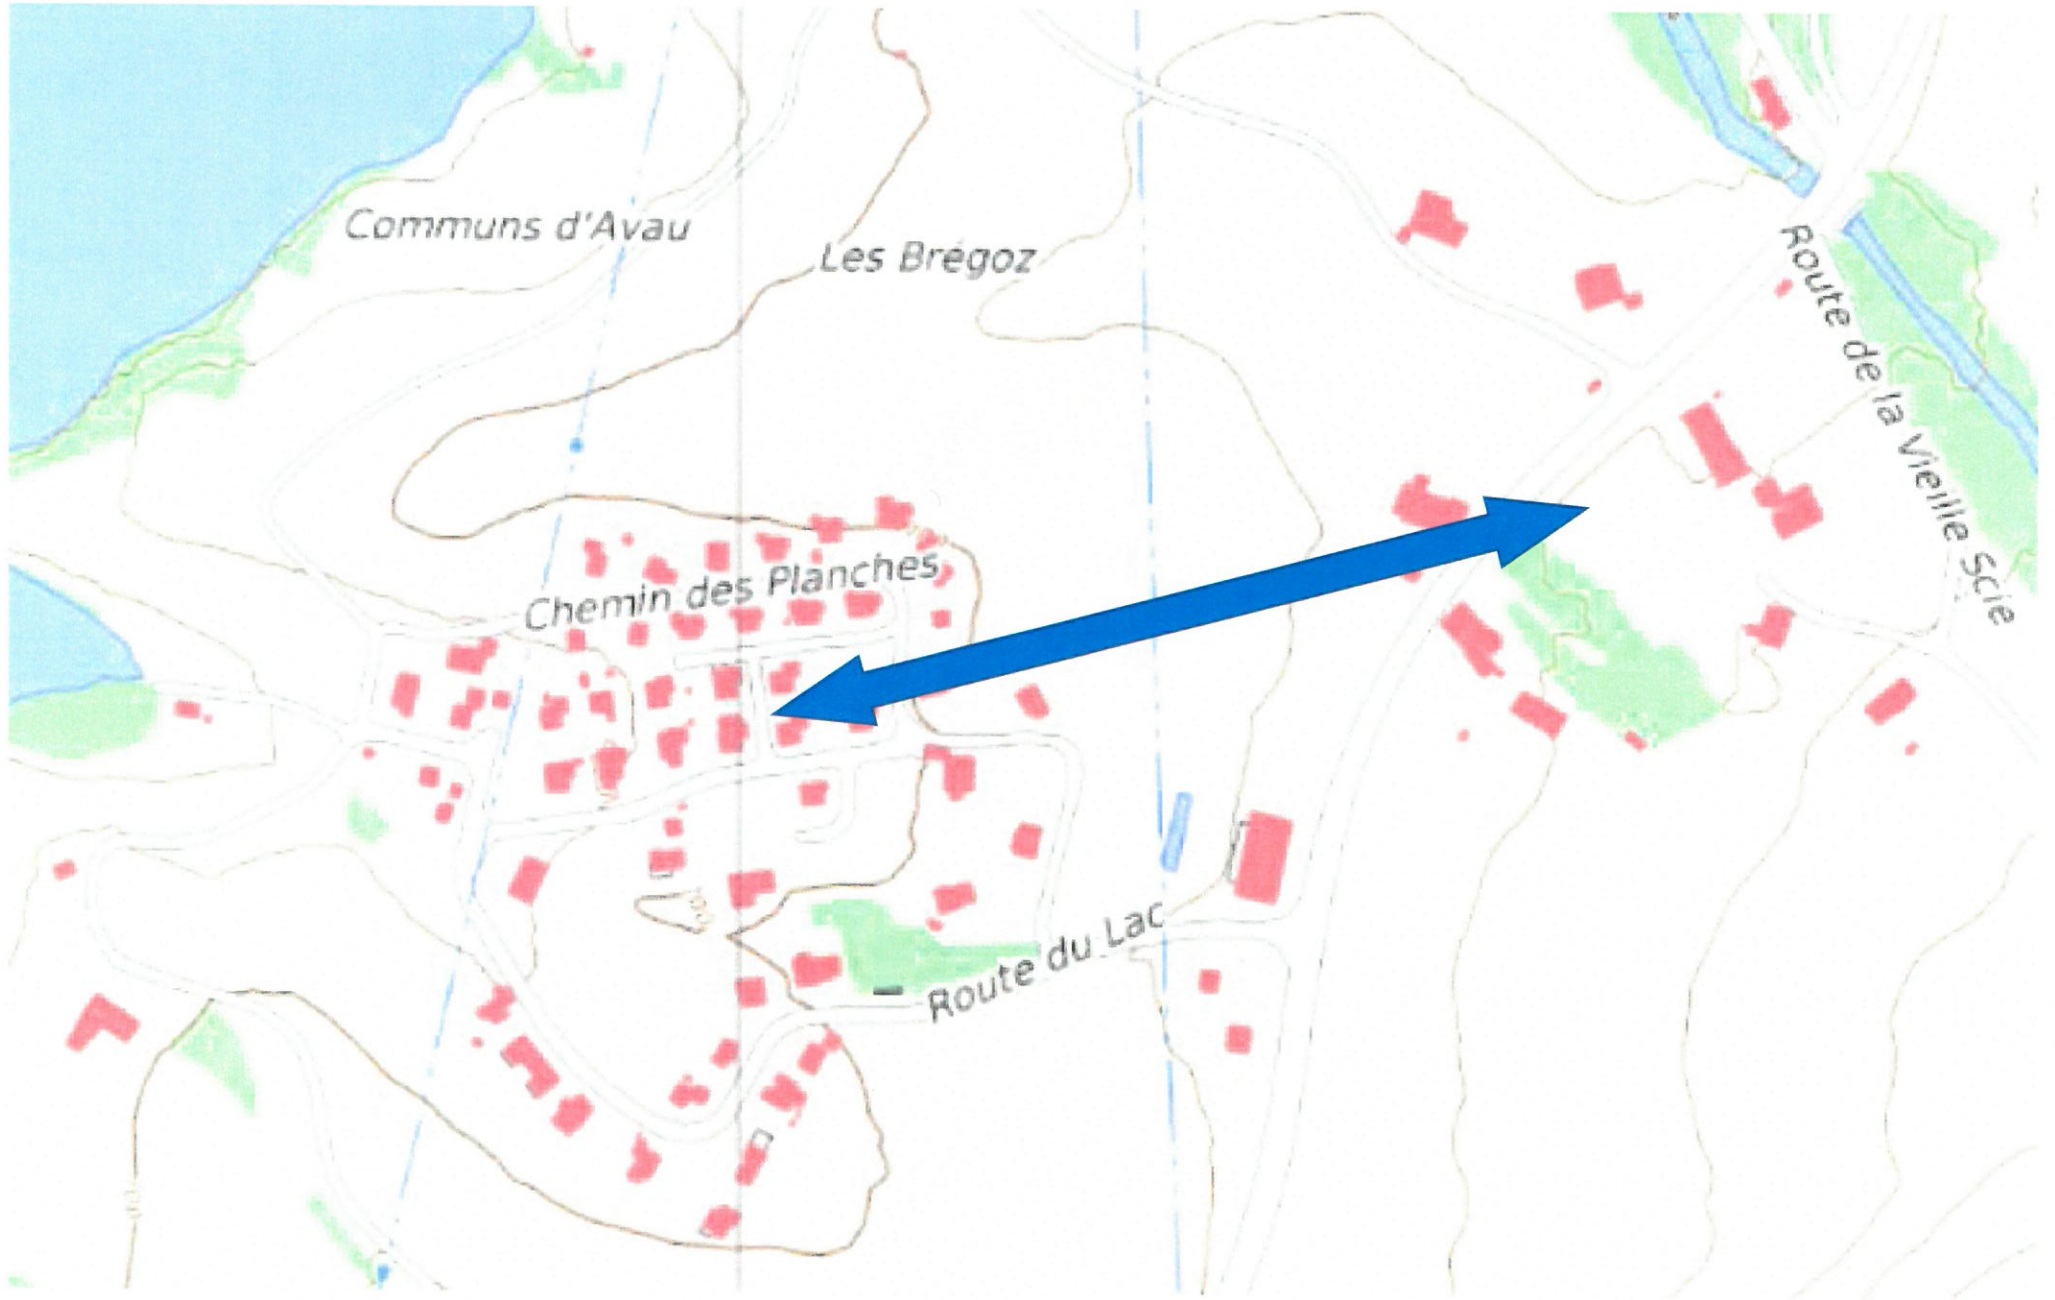 Communs d'Avau
Les Brégoz
Route de la Vieille Scie
Chemin des Planches
Route du Lac